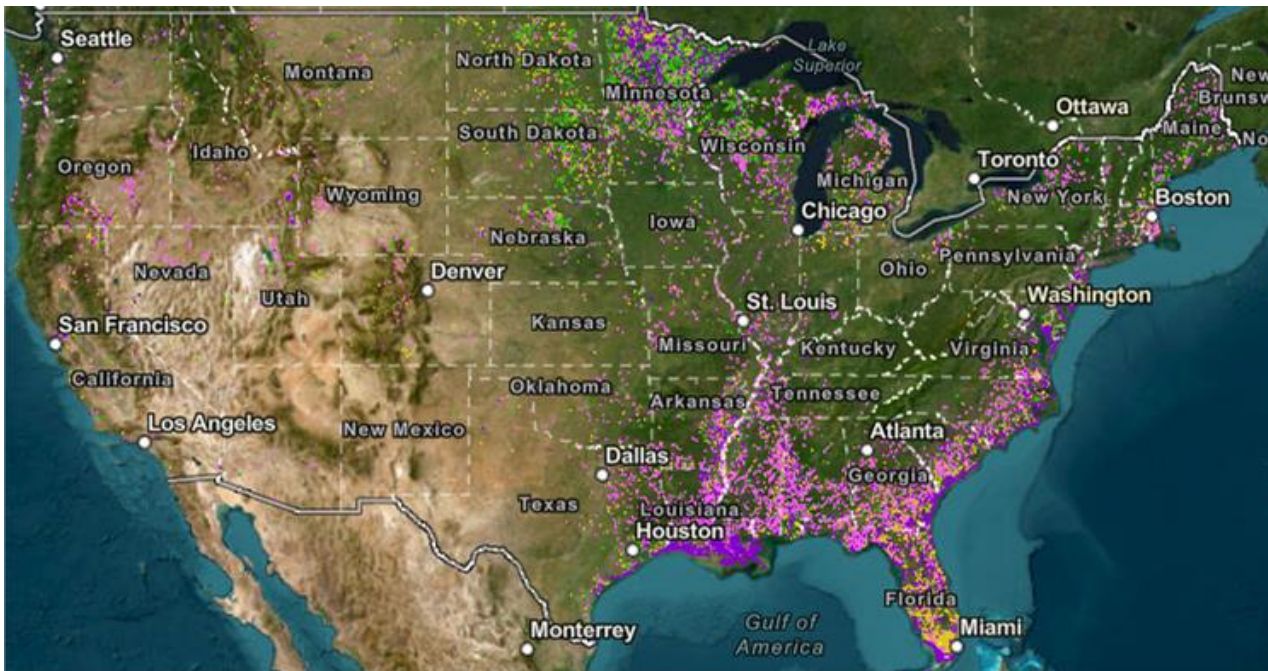 Seattle
Montana
North Dakota
Lake
Superior
Minnesota
Ottawa
New
Brunsw
Maine
No
South Dakota
Wisconsin
Oregon
Idaho
Toronto
Wyoming
Michigan
New York
Boston
Chicago
Iowa
Nebraska
Pennsylvania
Ohio
Nevada
Denver
Utah
Washington
St. Louis
San Francisco
Kansas
Missouri
Kentucky
Virginia
California
Oklahoma
Arkansas
Tennessee
Los Angeles
New Mexico
Atlanta
Dallas
Georgia
Texas
Louisiana
Houston
Florida
Gulf of
America
Miami
Monterrey